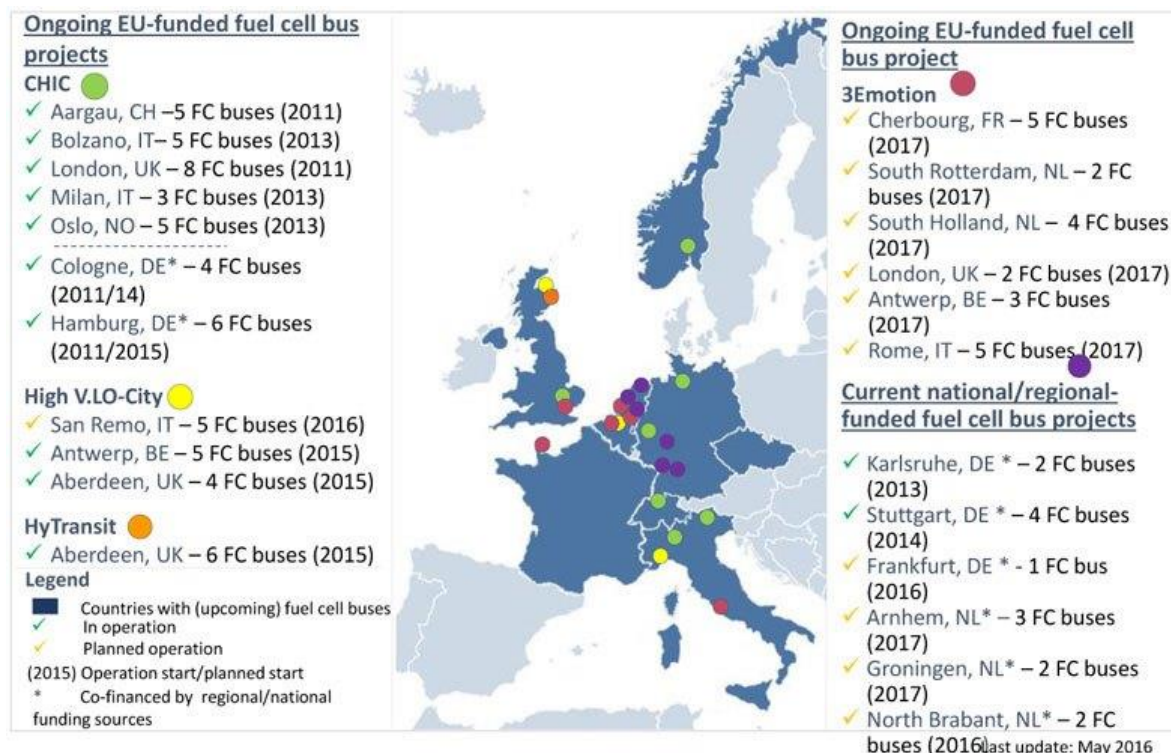 Ongoing EU-funded fuel cell bus
projects
CHIC
✓ Aargau, CH –5 FC buses (2011)
✓ Bolzano, IT– 5 FC buses (2013)
✓ London, UK – 8 FC buses (2011)
✓ Milan, IT – 3 FC buses (2013)
✓ Oslo, NO – 5 FC buses (2013)
✓ Cologne, DE* – 4 FC buses
(2011/14)
✓ Hamburg, DE* – 6 FC buses
(2011/2015)
High V.LO-City
✓ San Remo, IT – 5 FC buses (2016)
✓ Antwerp, BE – 5 FC buses (2015)
✓ Aberdeen, UK – 4 FC buses (2015)
HyTransit
✓ Aberdeen, UK – 6 FC buses (2015)
Legend
Countries with (upcoming) fuel cell buses
✓ In operation
✓ Planned operation
(2015) Operation start/planned start
* Co-financed by regional/national
funding sources
Ongoing EU-funded fuel cell
bus project
3Emotion
✓ Cherbourg, FR – 5 FC buses
(2017)
✓ South Rotterdam, NL – 2 FC
buses (2017)
✓ South Holland, NL – 4 FC buses
(2017)
✓ London, UK – 2 FC buses (2017)
✓ Antwerp, BE – 3 FC buses
(2017)
✓ Rome, IT – 5 FC buses (2017)
Current national/regional-
funded fuel cell bus projects
✓ Karlsruhe, DE * – 2 FC buses
(2013)
✓ Stuttgart, DE * – 4 FC buses
(2014)
✓ Frankfurt, DE * - 1 FC bus
(2016)
✓ Arnhem, NL* – 3 FC buses
(2017)
✓ Groningen, NL* – 2 FC buses
(2017)
✓ North Brabant, NL* – 2 FC
buses (2016)
Last update: May 2016